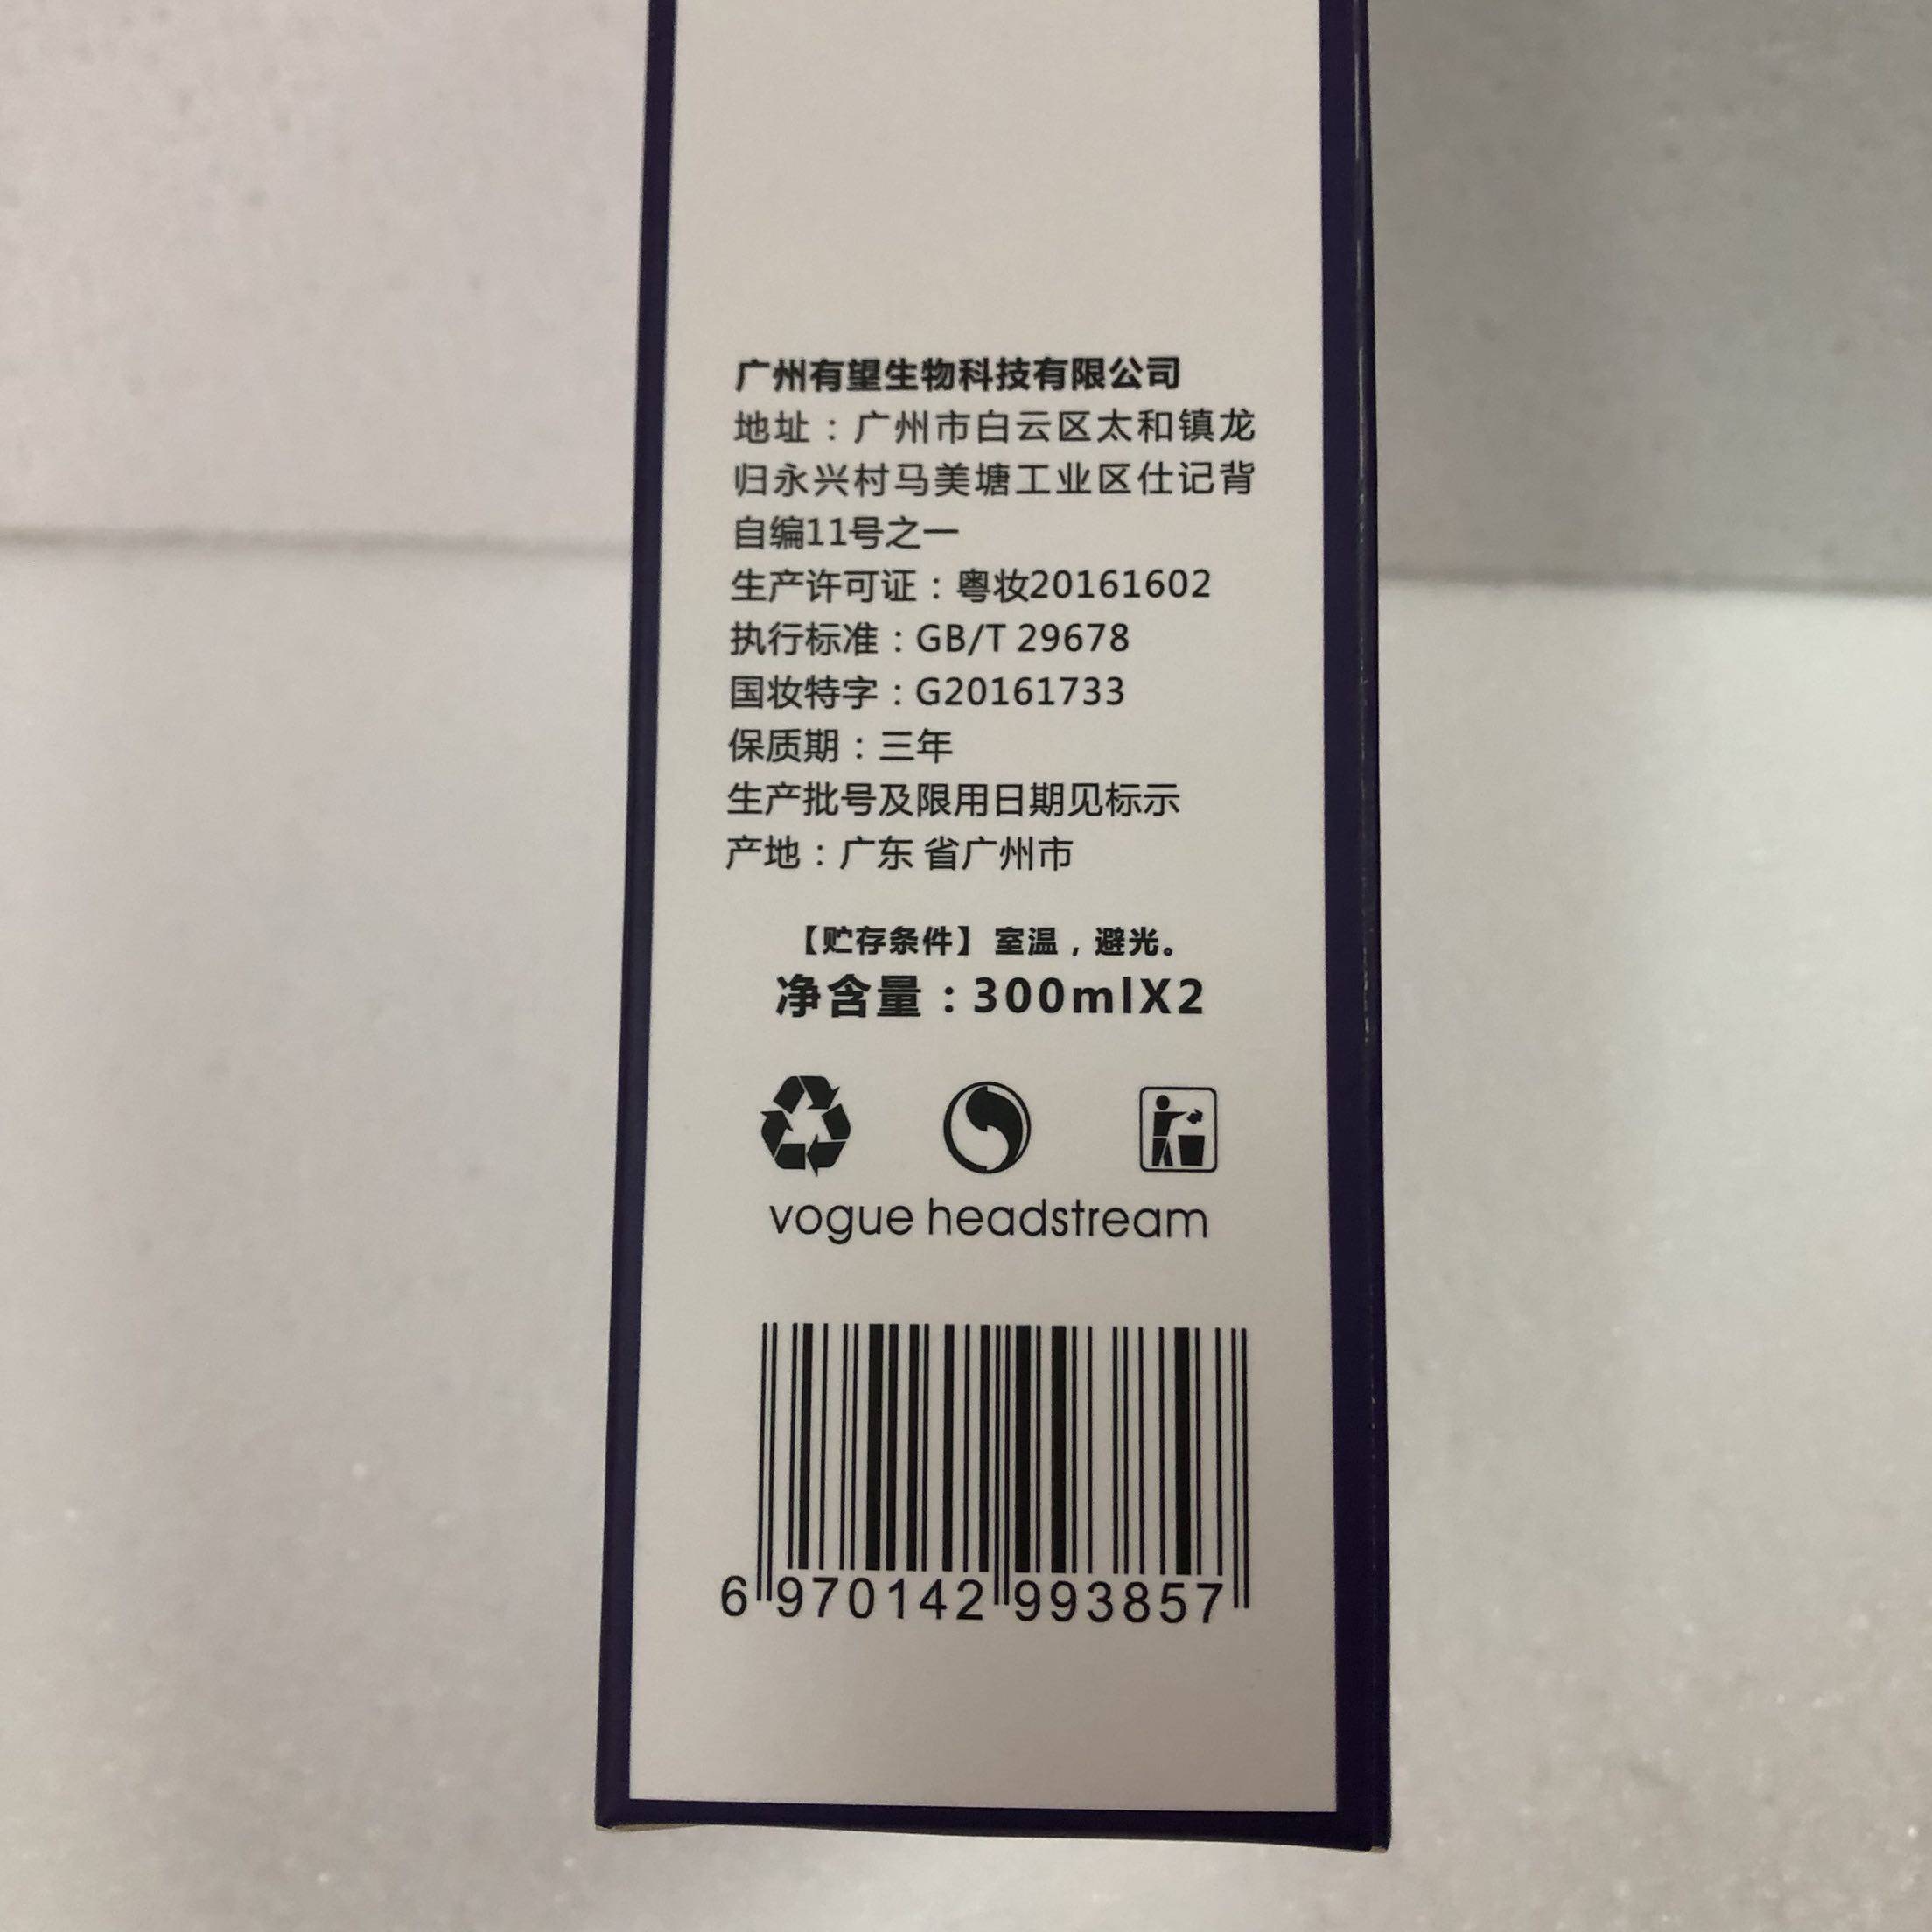 广州有望生物科技有限公司
地址：广州市白云区太和镇龙
归永兴村马美塘工业区仕记背
自编11号之一
生产许可证：粤妆20161602
执行标准：GB/T 29678
国妆特字：G20161733
保质期：三年
生产批号及限用日期见标示
产地：广东 省广州市
【贮存条件】室温，避光。
净含量：300mlX2
vogue headstream
6 970142 993857